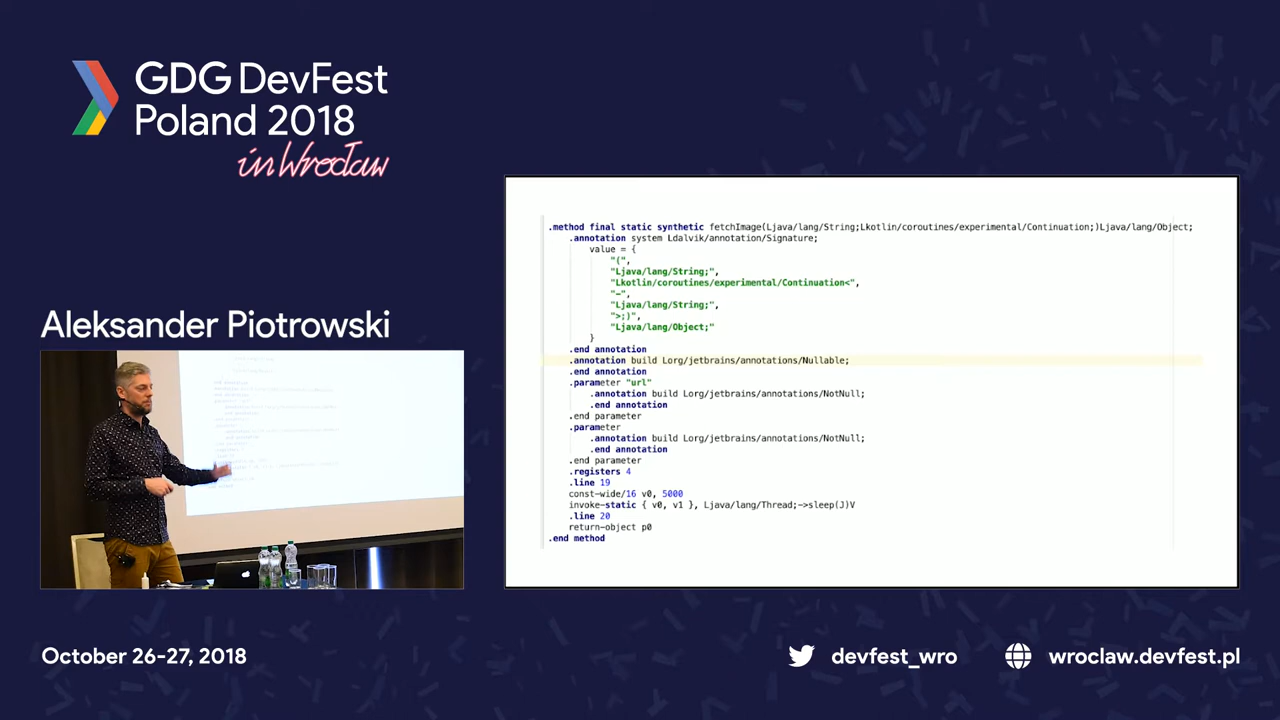 GDG DevFest
Poland 2018
in Wrocław
Aleksander Piotrowski
.method final static synthetic fetchImage(Ljava/lang/String;Lkotlin/coroutines/experimental/Continuation;)Ljava/lang/Object;
.annotation system Ldalvik/annotation/Signature;
value = {
"(",
"Ljava/lang/String;",
"Lkotlin/coroutines/experimental/Continuation<",
"-",
"Ljava/lang/String;",
">;)",
"Ljava/lang/Object;"
}
.end annotation
.annotation build Lorg/jetbrains/annotations/Nullable;
.end annotation
.parameter "url"
.annotation build Lorg/jetbrains/annotations/NotNull;
.end annotation
.end parameter
.parameter
.annotation build Lorg/jetbrains/annotations/NotNull;
.end annotation
.end parameter
.registers 4
.line 19
const-wide/16 v0, 5000
invoke-static { v0, v1 }, Ljava/lang/Thread;->sleep(J)V
.line 20
return-object p0
.end method
October 26-27, 2018
devfest_wro
wroclaw.devfest.pl